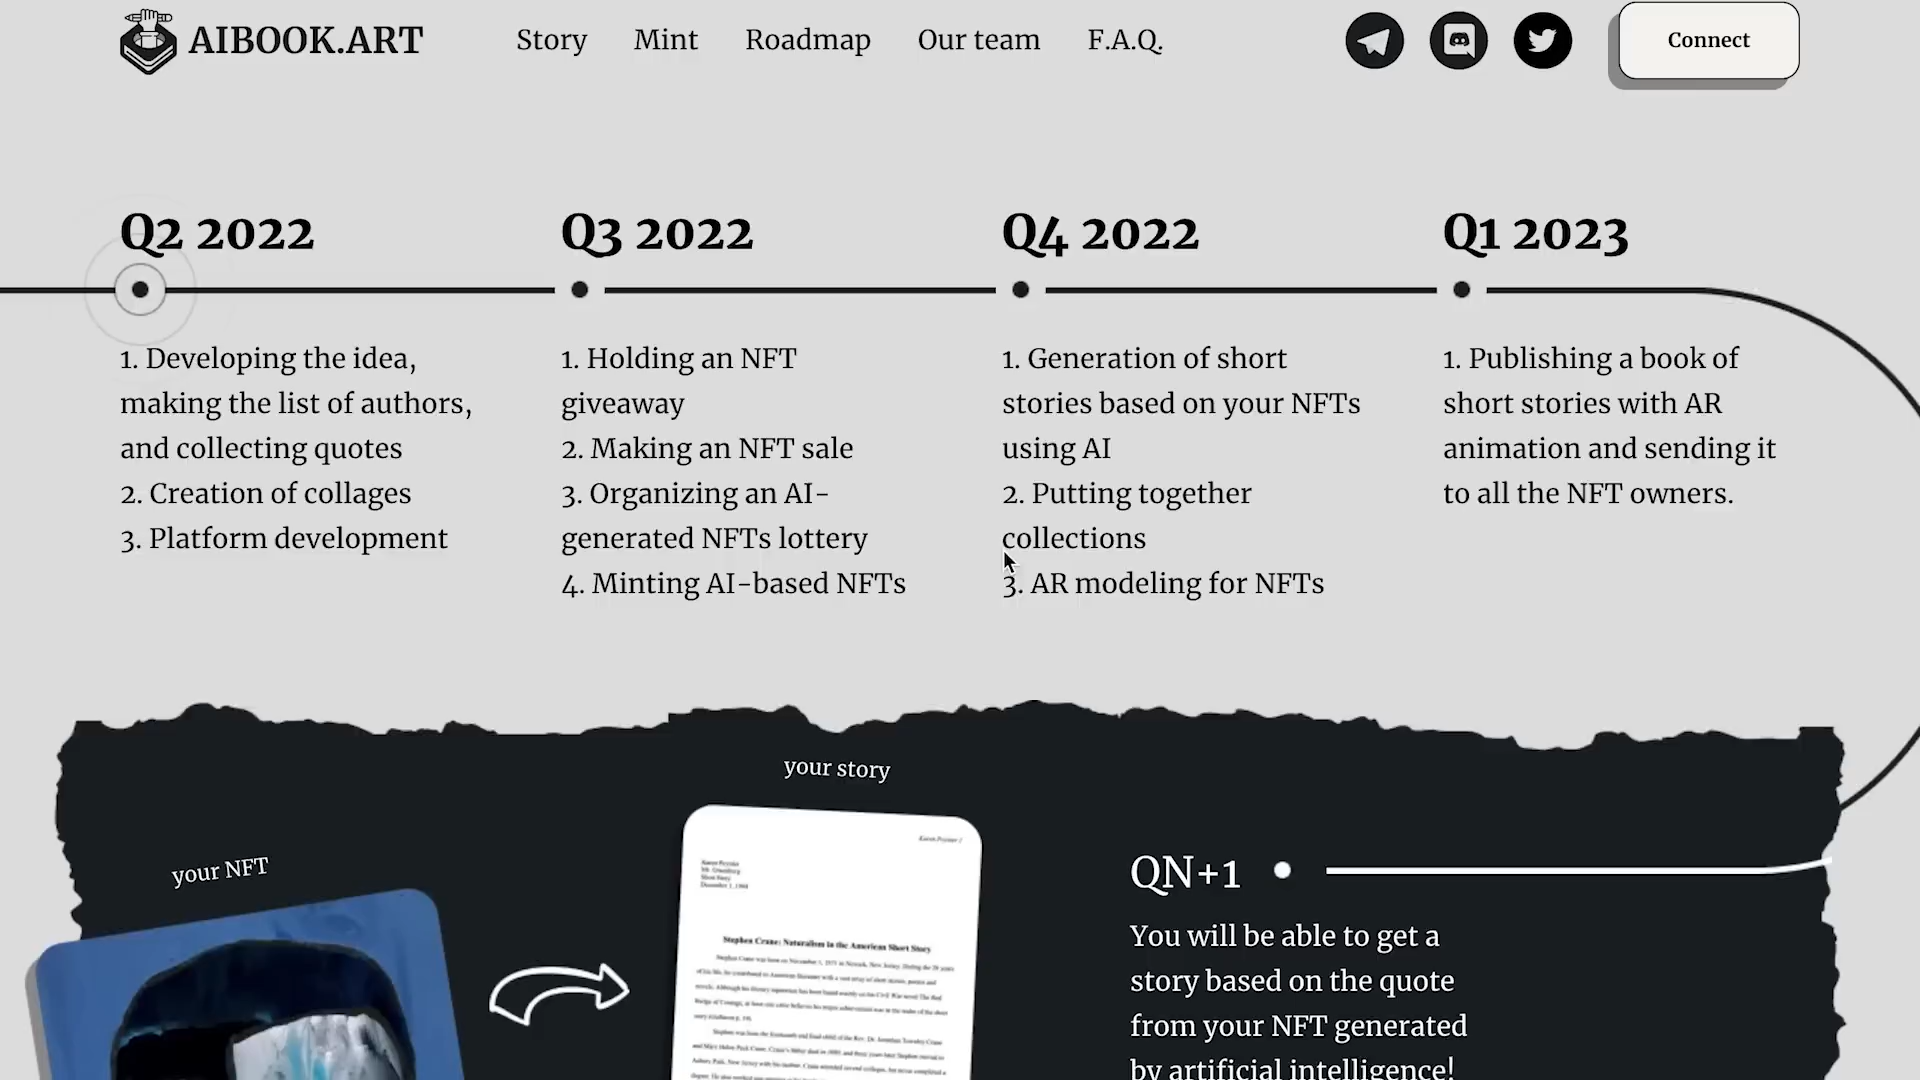 AIBOOK.ART
Story
Mint
Roadmap
Our team
F.A.Q.
Connect
Q2 2022
1. Developing the idea,
making the list of authors,
and collecting quotes
2. Creation of collages
3. Platform development
Q3 2022
1. Holding an NFT
giveaway
2. Making an NFT sale
3. Organizing an AI-
generated NFTs lottery
4. Minting AI-based NFTs
Q4 2022
1. Generation of short
stories based on your NFTs
using AI
2. Putting together
collections
3. AR modeling for NFTs
Q1 2023
1. Publishing a book of
short stories with AR
animation and sending it
to all the NFT owners.
your NFT
your story
Stephen Crane: Naturalism in the American Short Story
QN+1
You will be able to get a
story based on the quote
from your NFT generated
by artificial intelligence!